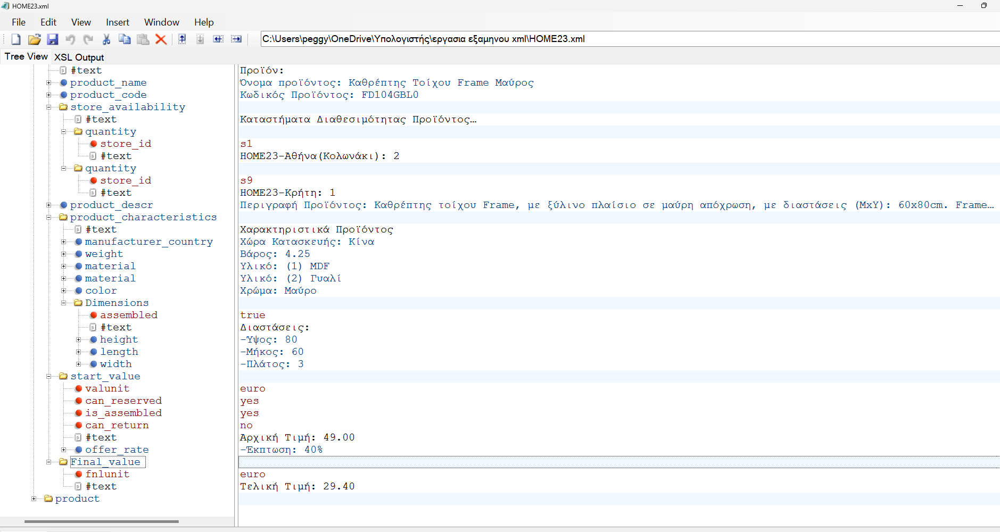 HOME23.xml
File Edit View Insert Window Help
C:\Users\peggy\OneDrive\Υπολογιστής\εργασια εξαμηνου xml\HOME23.xml
Tree View XSL Output
#text Προϊόν:
product_name Όνομα προϊόντος: Καθρέπτης Τοίχου Frame Μαύρος
product_code Κωδικός Προϊόντος: FD104GBL0
store_availability
#text Καταστήματα Διαθεσιμότητας Προϊόντος…
quantity
store_id s1
#text HOME23-Αθήνα(Κολωνάκι): 2
quantity
store_id s9
#text HOME23-Κρήτη: 1
product_descr Περιγραφή Προϊόντος: Καθρέπτης τοίχου Frame, με ξύλινο πλαίσιο σε μαύρη απόχρωση, με διαστάσεις (ΜxΥ): 60x80cm. Frame…
product_characteristics
#text Χαρακτηριστικά Προϊόντος
manufacturer_country Χώρα Κατασκευής: Κίνα
weight Βάρος: 4.25
material Υλικό: (1) MDF
material Υλικό: (2) Γυαλί
color Χρώμα: Μαύρο
Dimensions
assembled true
#text Διαστάσεις:
height -Ύψος: 80
length -Μήκος: 60
width -Πλάτος: 3
start_value
valunit euro
can_reserved yes
is_assembled yes
can_return no
#text Αρχική Τιμή: 49.00
offer_rate -Έκπτωση: 40%
Final_value
fnlunit euro
#text Τελική Τιμή: 29.40
product